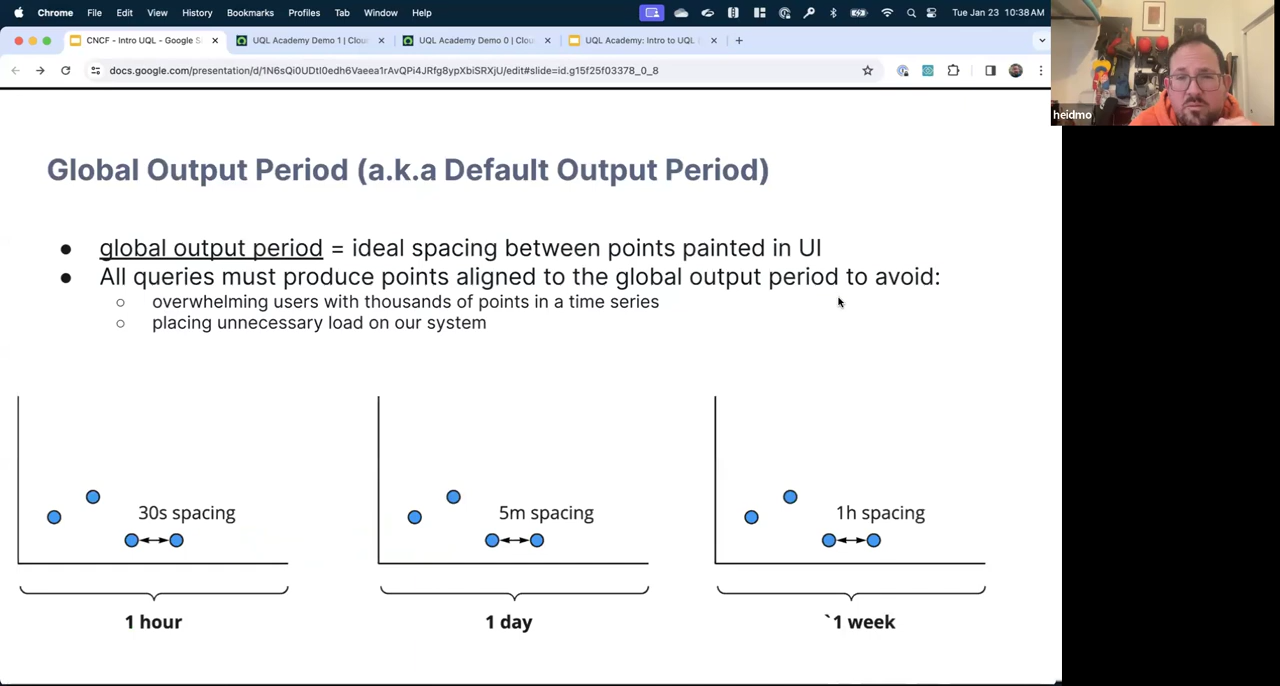 Chrome File Edit View History Bookmarks Profiles Tab Window Help Tue Jan 23 10:38 AM
CNCF - Intro UQL - Google S UQL Academy Demo 1 | Clou UQL Academy Demo 0 | Clou UQL Academy: Intro to UQL
docs.google.com/presentation/d/1N6sQi0UDtI0edh6Vaeea1rAvQPi4JRfg8ypXbiSRXjU/edit#slide=id.g15f25f03378_0_8
heidmo
Global Output Period (a.k.a Default Output Period)
● global output period = ideal spacing between points painted in UI
● All queries must produce points aligned to the global output period to avoid:
○ overwhelming users with thousands of points in a time series
○ placing unnecessary load on our system
30s spacing 5m spacing 1h spacing
1 hour 1 day `1 week